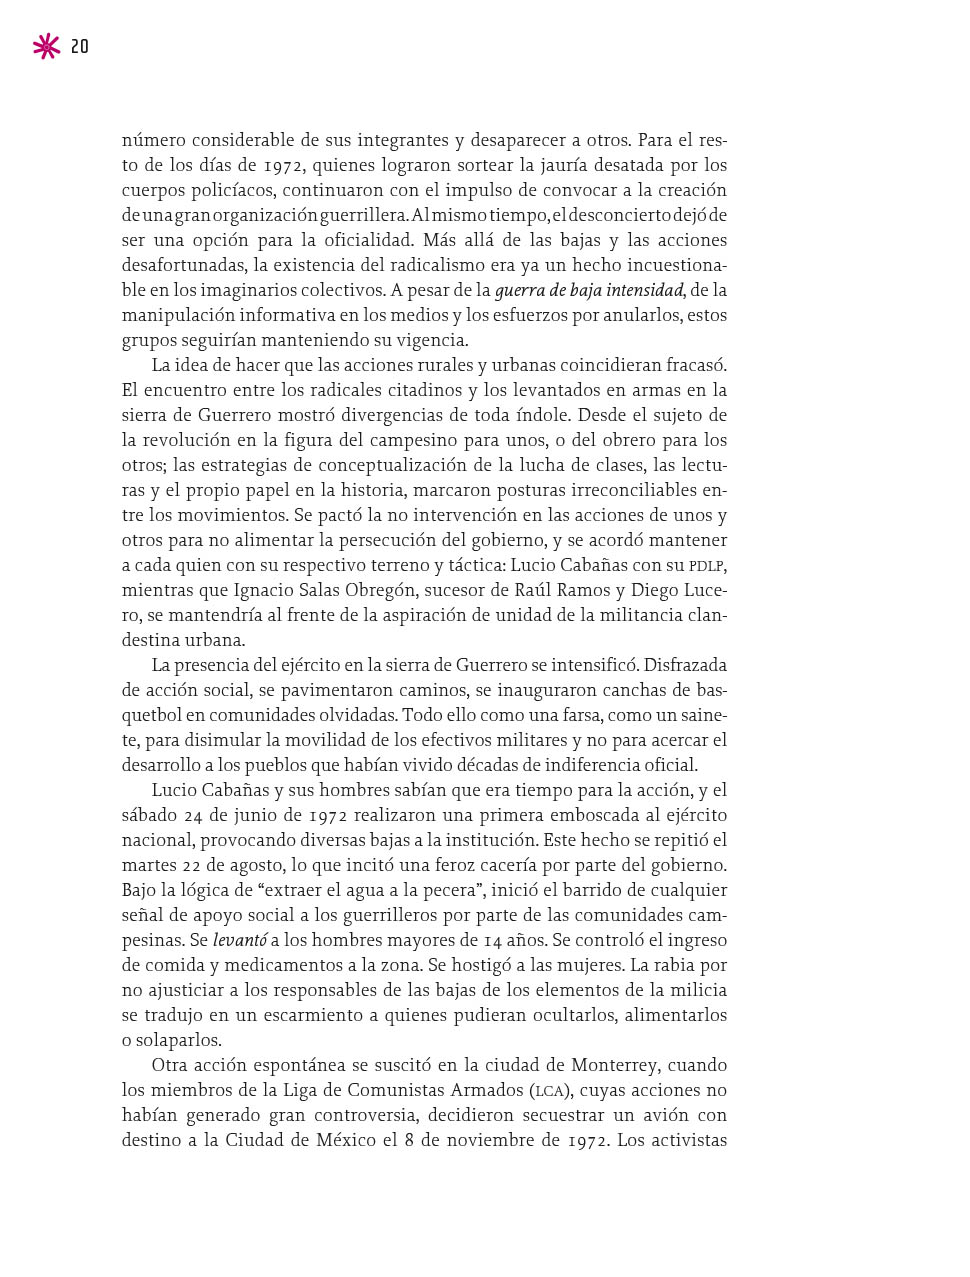 20
número considerable de sus integrantes y desaparecer a otros. Para el res-
to de los días de 1972, quienes lograron sortear la jauría desatada por los
cuerpos policíacos, continuaron con el impulso de convocar a la creación
de una gran organización guerrillera. Al mismo tiempo, el desconcierto dejó de
ser una opción para la oficialidad. Más allá de las bajas y las acciones
desafortunadas, la existencia del radicalismo era ya un hecho incuestiona-
ble en los imaginarios colectivos. A pesar de la guerra de baja intensidad, de la
manipulación informativa en los medios y los esfuerzos por anularlos, estos
grupos seguirían manteniendo su vigencia.
La idea de hacer que las acciones rurales y urbanas coincidieran fracasó.
El encuentro entre los radicales citadinos y los levantados en armas en la
sierra de Guerrero mostró divergencias de toda índole. Desde el sujeto de
la revolución en la figura del campesino para unos, o del obrero para los
otros; las estrategias de conceptualización de la lucha de clases, las lectu-
ras y el propio papel en la historia, marcaron posturas irreconciliables en-
tre los movimientos. Se pactó la no intervención en las acciones de unos y
otros para no alimentar la persecución del gobierno, y se acordó mantener
a cada quien con su respectivo terreno y táctica: Lucio Cabañas con su PDLP,
mientras que Ignacio Salas Obregón, sucesor de Raúl Ramos y Diego Luce-
ro, se mantendría al frente de la aspiración de unidad de la militancia clan-
destina urbana.
La presencia del ejército en la sierra de Guerrero se intensificó. Disfrazada
de acción social, se pavimentaron caminos, se inauguraron canchas de bas-
quetbol en comunidades olvidadas. Todo ello como una farsa, como un saine-
te, para disimular la movilidad de los efectivos militares y no para acercar el
desarrollo a los pueblos que habían vivido décadas de indiferencia oficial.
Lucio Cabañas y sus hombres sabían que era tiempo para la acción, y el
sábado 24 de junio de 1972 realizaron una primera emboscada al ejército
nacional, provocando diversas bajas a la institución. Este hecho se repitió el
martes 22 de agosto, lo que incitó una feroz cacería por parte del gobierno.
Bajo la lógica de “extraer el agua a la pecera”, inició el barrido de cualquier
señal de apoyo social a los guerrilleros por parte de las comunidades cam-
pesinas. Se levantó a los hombres mayores de 14 años. Se controló el ingreso
de comida y medicamentos a la zona. Se hostigó a las mujeres. La rabia por
no ajusticiar a los responsables de las bajas de los elementos de la milicia
se tradujo en un escarmiento a quienes pudieran ocultarlos, alimentarlos
o solaparlos.
Otra acción espontánea se suscitó en la ciudad de Monterrey, cuando
los miembros de la Liga de Comunistas Armados (LCA), cuyas acciones no
habían generado gran controversia, decidieron secuestrar un avión con
destino a la Ciudad de México el 8 de noviembre de 1972. Los activistas